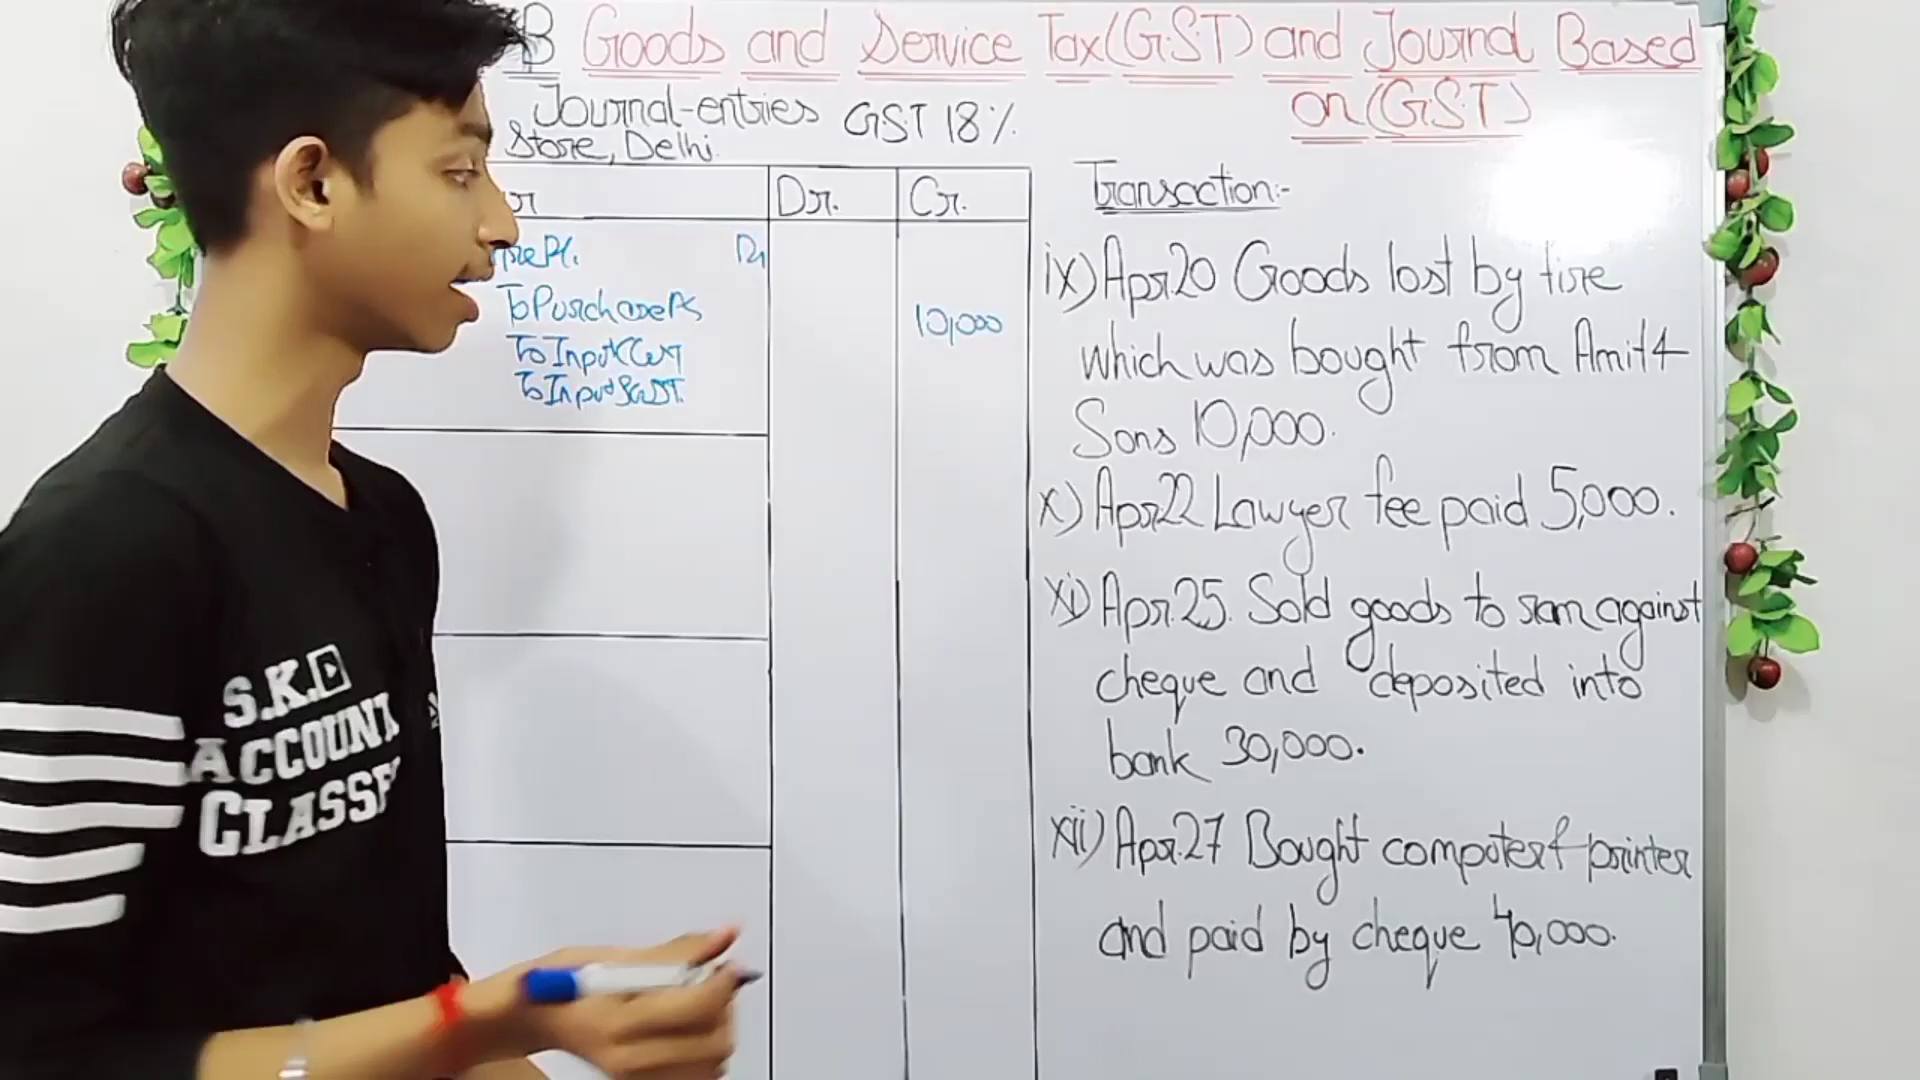 B Goods and Service Tax(G.S.T) and Journal Based
on (G.S.T)
Journal-entries G.S.T 18%
Store, Delhi.
Dr. Cr.
Dr
To Purchase A/c 10,000
To Input CGST
To Input SGST.
Transaction:-
ix) Apr.20 Goods lost by fire
which was bought from Amit &
Sons 10,000.
x) Apr.22 Lawyer fee paid 5,000.
xi) Apr.25. Sold goods to ram against
cheque and deposited into
bank 30,000.
xii) Apr.27 Bought computer & printer
and paid by cheque 40,000.
S.K.
ACCOUNT
CLASSE